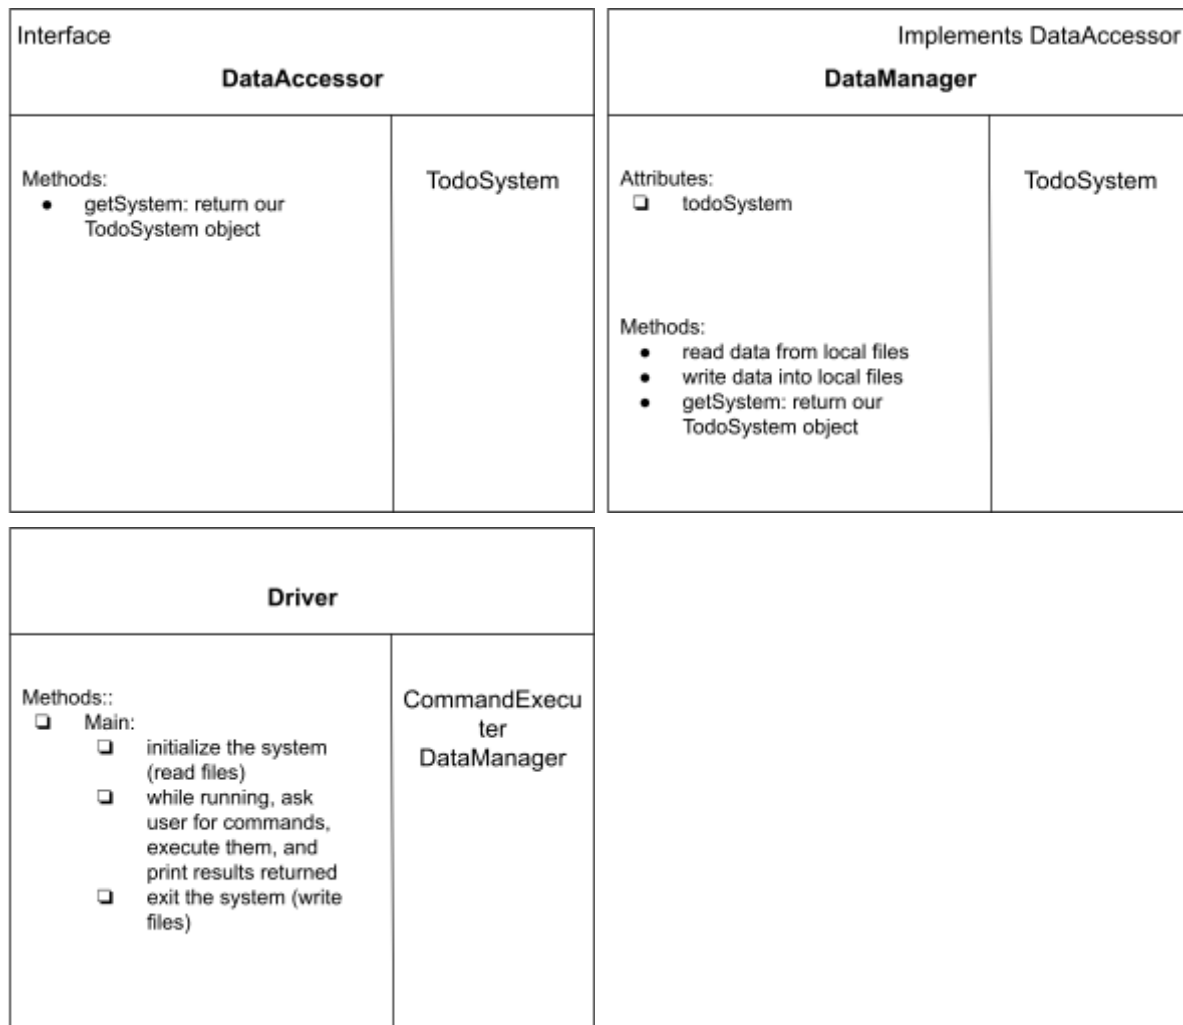 Interface
DataAccessor
Methods:
● getSystem: return our
TodoSystem object
TodoSystem
Implements DataAccessor
DataManager
Attributes:
❏ todoSystem
Methods:
● read data from local files
● write data into local files
● getSystem: return our
TodoSystem object
TodoSystem
Driver
Methods::
❏ Main:
❏ initialize the system
(read files)
❏ while running, ask
user for commands,
execute them, and
print results returned
❏ exit the system (write
files)
CommandExecu
ter
DataManager